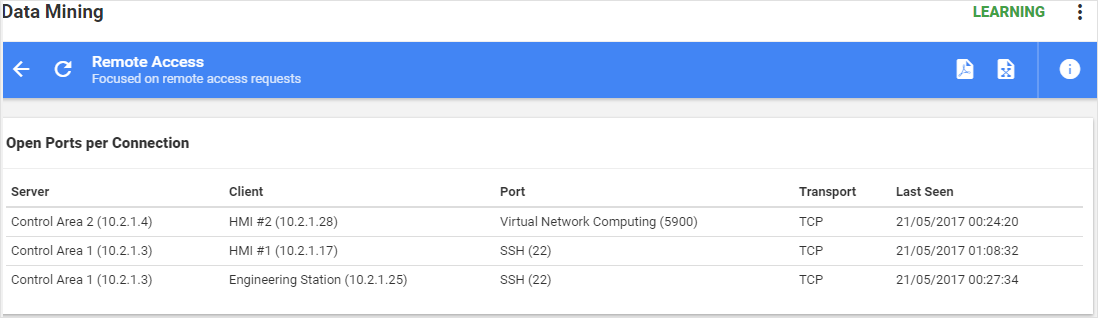 Data Mining LEARNING
Remote Access
Focused on remote access requests
Open Ports per Connection
Server Client Port Transport Last Seen
Control Area 2 (10.2.1.4) HMI #2 (10.2.1.28) Virtual Network Computing (5900) TCP 21/05/2017 00:24:20
Control Area 1 (10.2.1.3) HMI #1 (10.2.1.17) SSH (22) TCP 21/05/2017 01:08:32
Control Area 1 (10.2.1.3) Engineering Station (10.2.1.25) SSH (22) TCP 21/05/2017 00:27:34